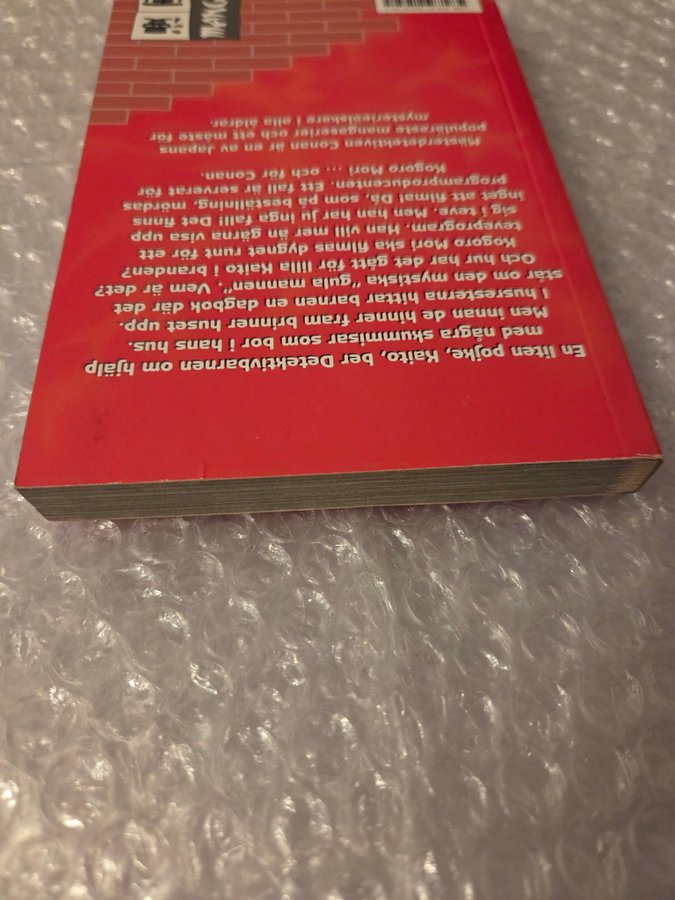 En liten pojke, Kaito, ber Detektivbarnen om hjälp
med några skummisar som bor i hans hus.
Men innan de hinner fram brinner huset upp.
I husresterna hittar barnen en dagbok där det
står om den mystiska "gula mannen". Vem är det?
Och hur har det gått för lilla Kaito i branden?
Kogoro Mori ska filmas dygnet runt för ett
teveprogram. Han vill mer än gärna visa upp
sig i teve. Men han har ju inga fall! Det finns
inget att filma! Då, som på beställning, mördas
programproducenten. Ett fall är serverat för
Kogoro Mori ... och för Conan.
Mästerdetektiven Conan är en av Japans
populäraste mangaserier och ett måste för
mysterieälskare i alla åldrar.